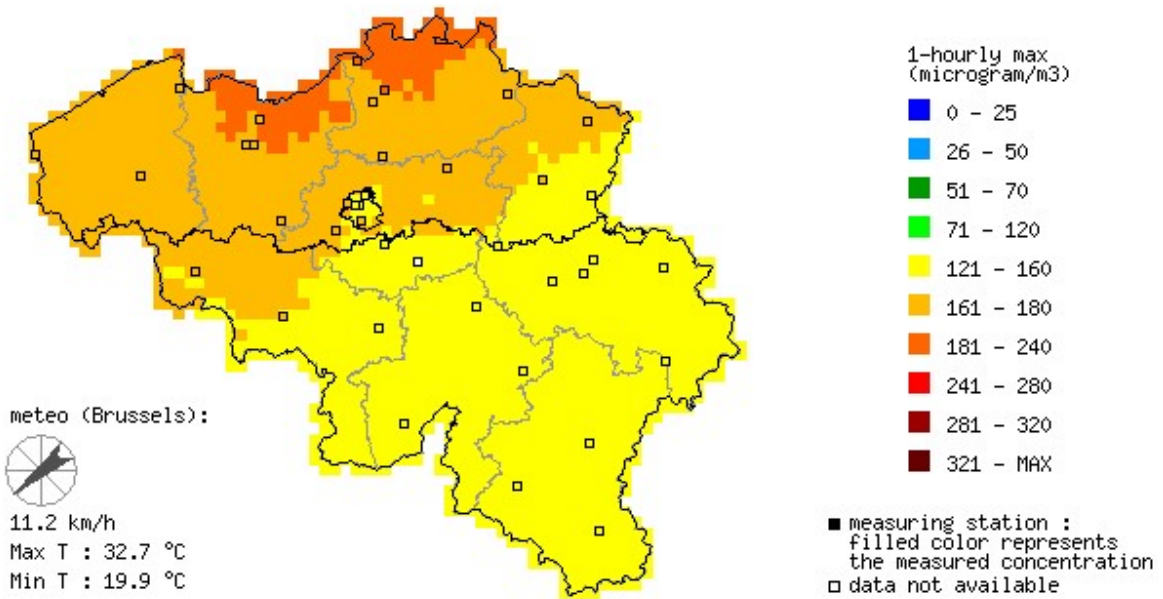 1-hourly max
(microgram/m3)
0 - 25
26 - 50
51 - 70
71 - 120
121 - 160
161 - 180
181 - 240
241 - 280
281 - 320
321 - MAX
meteo (Brussels):
11.2 km/h
Max T : 32.7 °C
Min T : 19.9 °C
measuring station :
filled color represents
the measured concentration
data not available